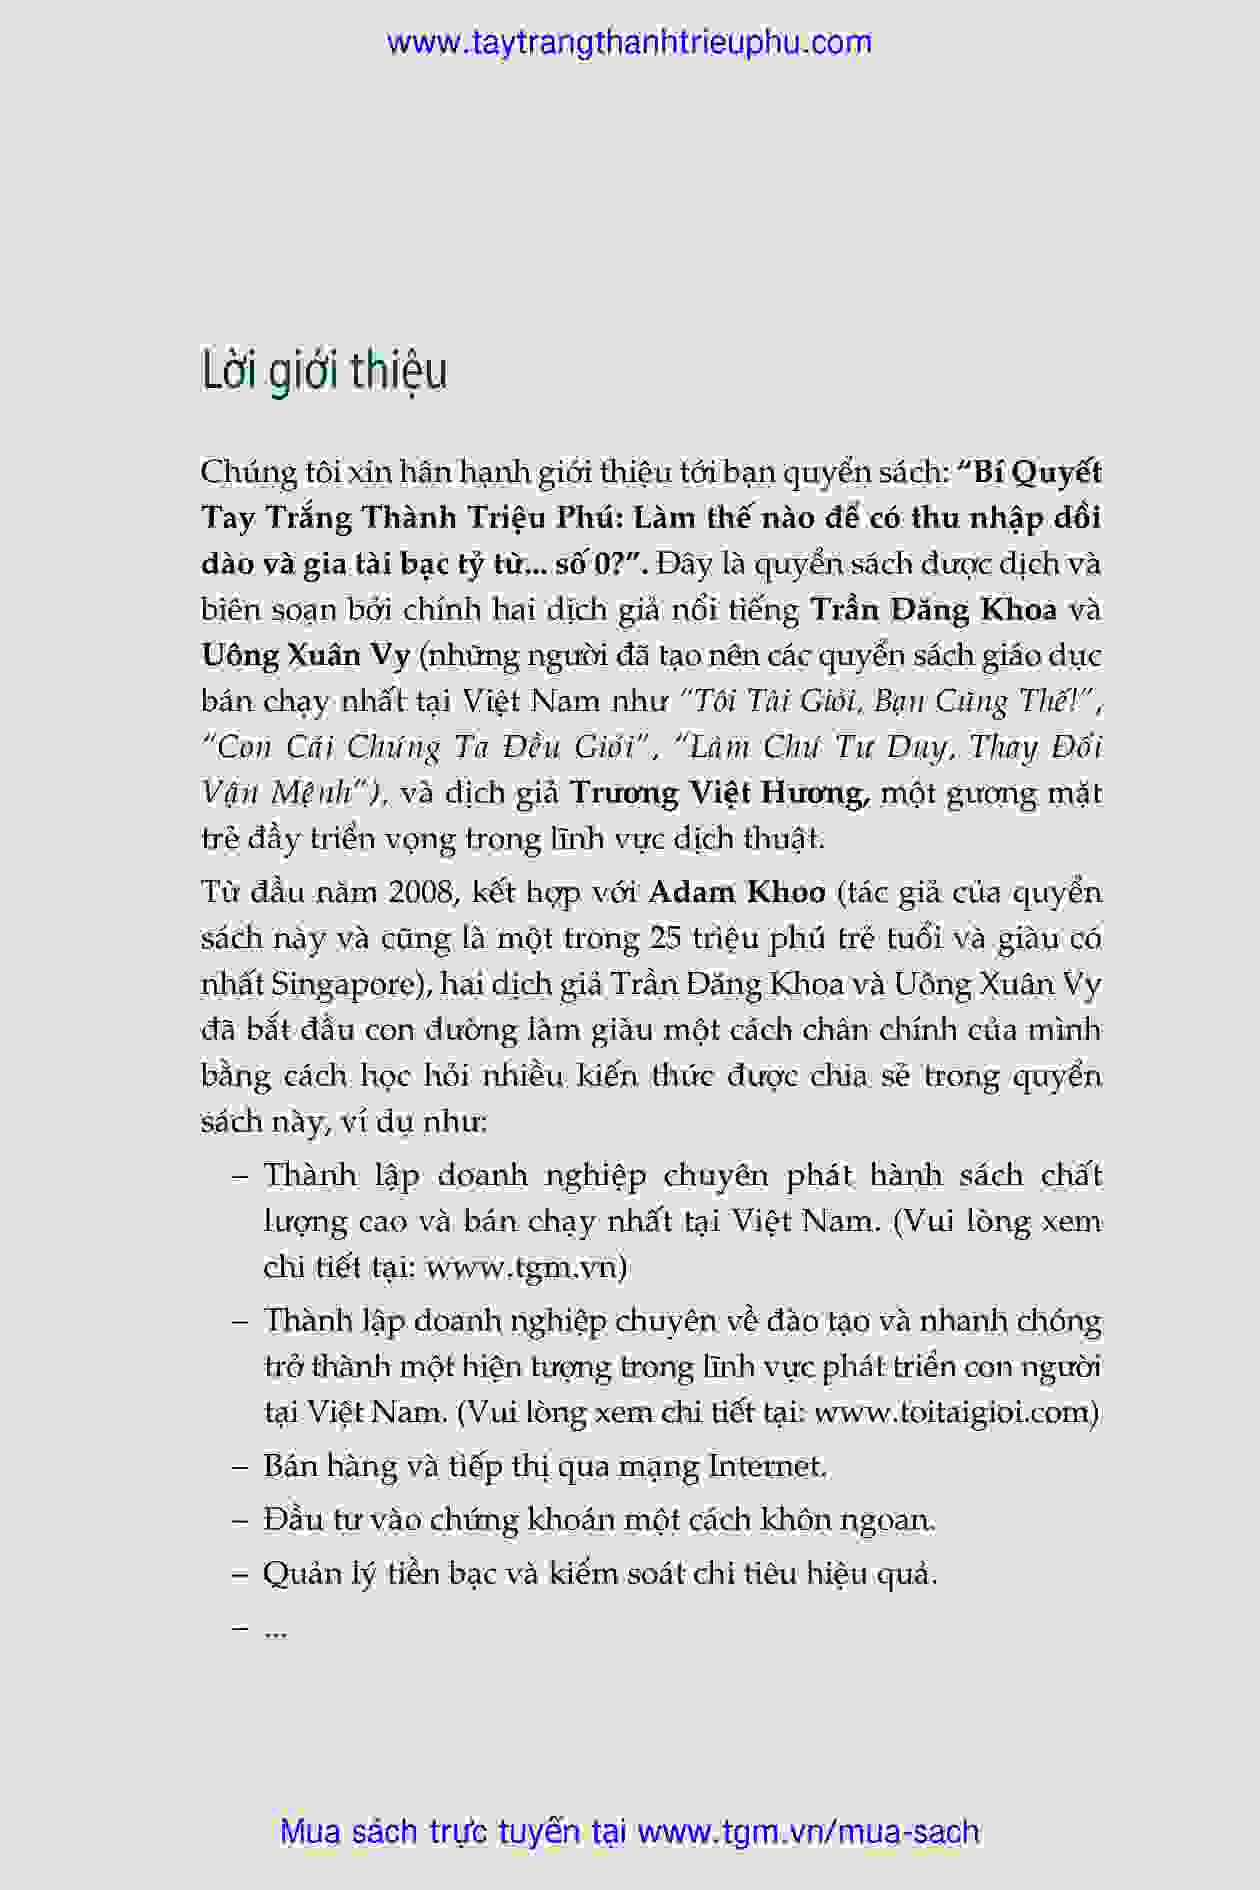 www.taytrangthanhtrieuphu.com
Lời giới thiệu
Chúng tôi xin hân hạnh giới thiệu tới bạn quyển sách: “Bí Quyết
Tay Trắng Thành Triệu Phú: Làm thế nào để có thu nhập dồi
dào và gia tài bạc tỷ từ... số 0?”. Đây là quyển sách được dịch và
biên soạn bởi chính hai dịch giả nổi tiếng Trần Đăng Khoa và
Uông Xuân Vy (những người đã tạo nên các quyển sách giáo dục
bán chạy nhất tại Việt Nam như “Tôi Tài Giỏi, Bạn Cũng Thế!”,
“Con Cái Chúng Ta Đều Giỏi”, “Làm Chủ Tư Duy, Thay Đổi
Vận Mệnh”), và dịch giả Trương Việt Hương, một gương mặt
trẻ đầy triển vọng trong lĩnh vực dịch thuật.
Từ đầu năm 2008, kết hợp với Adam Khoo (tác giả của quyển
sách này và cũng là một trong 25 triệu phú trẻ tuổi và giàu có
nhất Singapore), hai dịch giả Trần Đăng Khoa và Uông Xuân Vy
đã bắt đầu con đường làm giàu một cách chân chính của mình
bằng cách học hỏi nhiều kiến thức được chia sẻ trong quyển
sách này, ví dụ như:
– Thành lập doanh nghiệp chuyên phát hành sách chất
lượng cao và bán chạy nhất tại Việt Nam. (Vui lòng xem
chi tiết tại: www.tgm.vn)
– Thành lập doanh nghiệp chuyên về đào tạo và nhanh chóng
trở thành một hiện tượng trong lĩnh vực phát triển con người
tại Việt Nam. (Vui lòng xem chi tiết tại: www.toitaigioi.com)
– Bán hàng và tiếp thị qua mạng Internet.
– Đầu tư vào chứng khoán một cách khôn ngoan.
– Quản lý tiền bạc và kiểm soát chi tiêu hiệu quả.
– ...
Mua sách trực tuyến tại www.tgm.vn/mua-sach